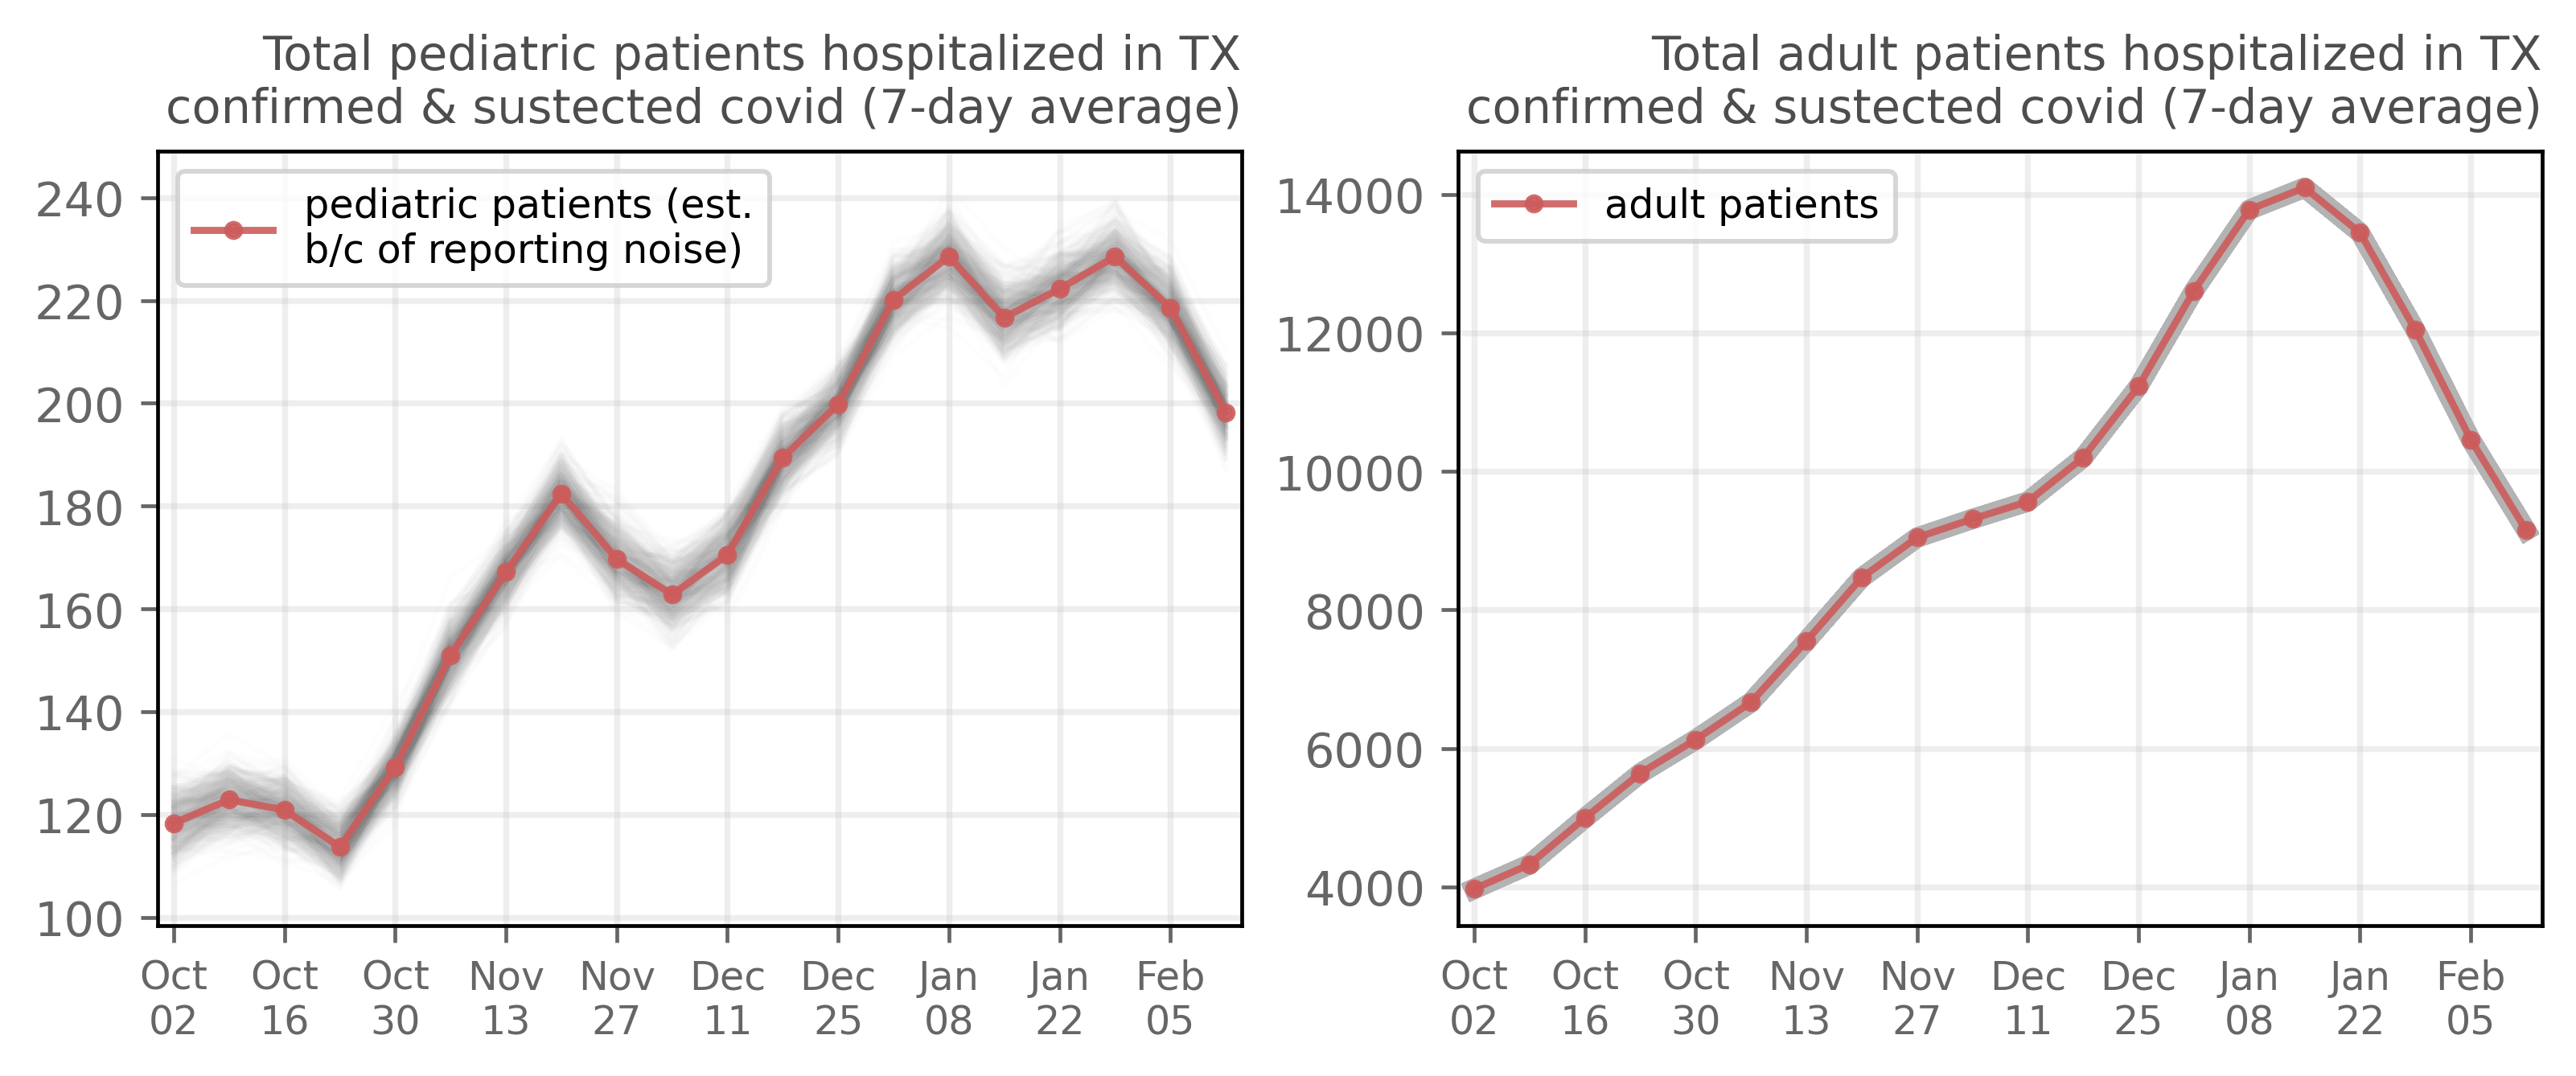 Total pediatric patients hospitalized in TX
confirmed & sustected covid (7-day average)
pediatric patients (est.
b/c of reporting noise)
240
220
200
180
160
140
120
100
Oct
02
Oct
16
Oct
30
Nov
13
Nov
27
Dec
11
Dec
25
Jan
08
Jan
22
Feb
05
Total adult patients hospitalized in TX
confirmed & sustected covid (7-day average)
adult patients
14000
12000
10000
8000
6000
4000
Oct
02
Oct
16
Oct
30
Nov
13
Nov
27
Dec
11
Dec
25
Jan
08
Jan
22
Feb
05